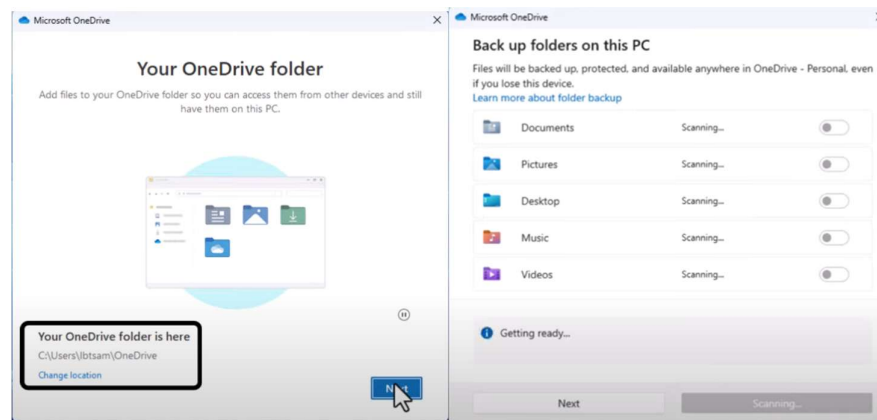 Microsoft OneDrive
Your OneDrive folder
Add files to your OneDrive folder so you can access them from other devices and still
have them on this PC.
Your OneDrive folder is here
C:\Users\Ibtsam\OneDrive
Change location
Next
Microsoft OneDrive
Back up folders on this PC
Files will be backed up, protected, and available anywhere in OneDrive - Personal, even
if you lose this device.
Learn more about folder backup
Documents Scanning...
Pictures Scanning...
Desktop Scanning...
Music Scanning...
Videos Scanning...
Getting ready...
Next Scanning...